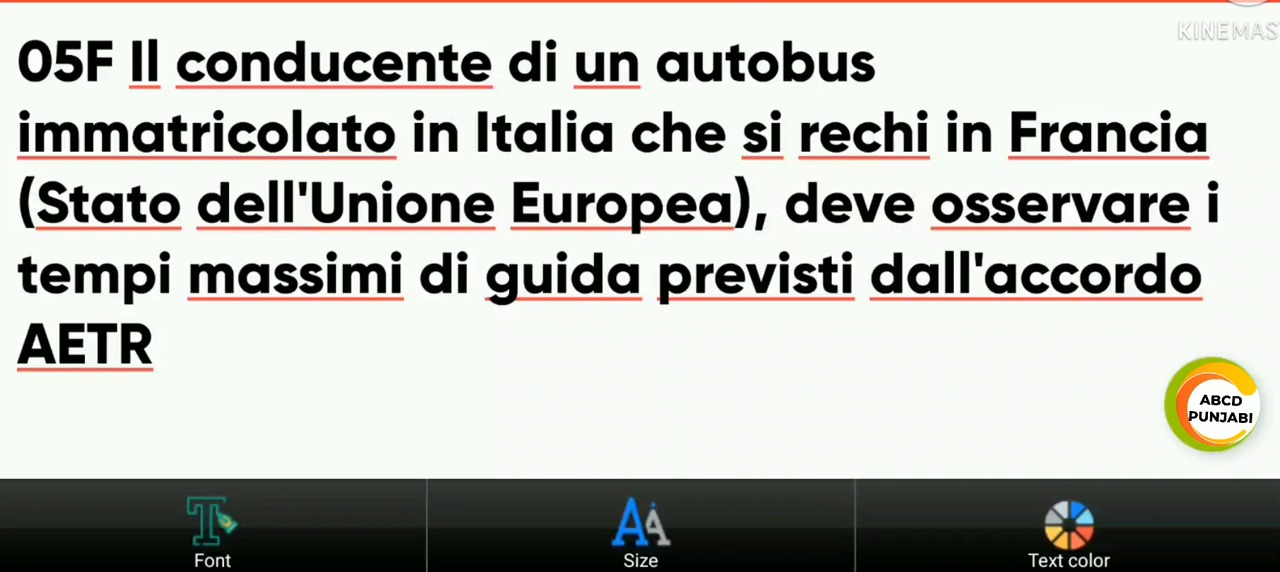 KINEMAS
05F Il conducente di un autobus
immatricolato in Italia che si rechi in Francia
(Stato dell'Unione Europea), deve osservare i
tempi massimi di guida previsti dall'accordo
AETR
ABCD
PUNJABI
Font
Size
Text color